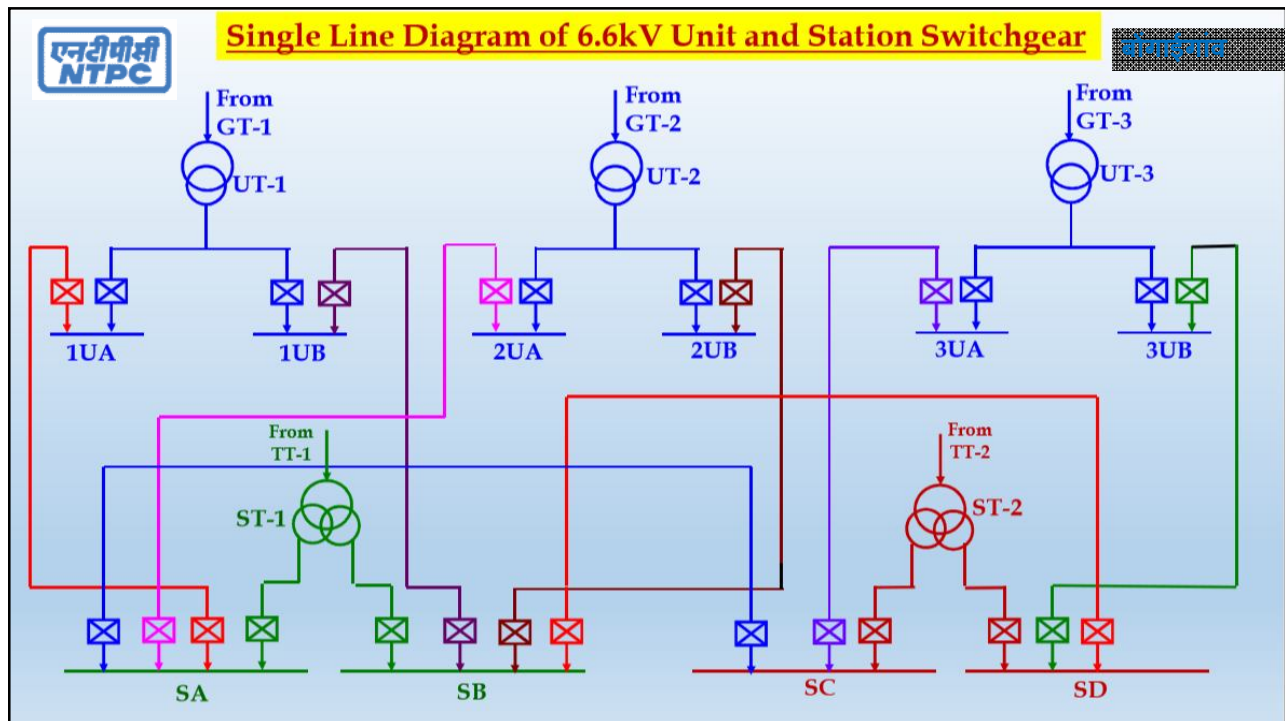 एनटीपीसी
NTPC
Single Line Diagram of 6.6kV Unit and Station Switchgear
बोंगाईगांव
From
GT-1
From
GT-2
From
GT-3
UT-1
UT-2
UT-3
1UA
1UB
2UA
2UB
3UA
3UB
From
TT-1
From
TT-2
ST-1
ST-2
SA
SB
SC
SD